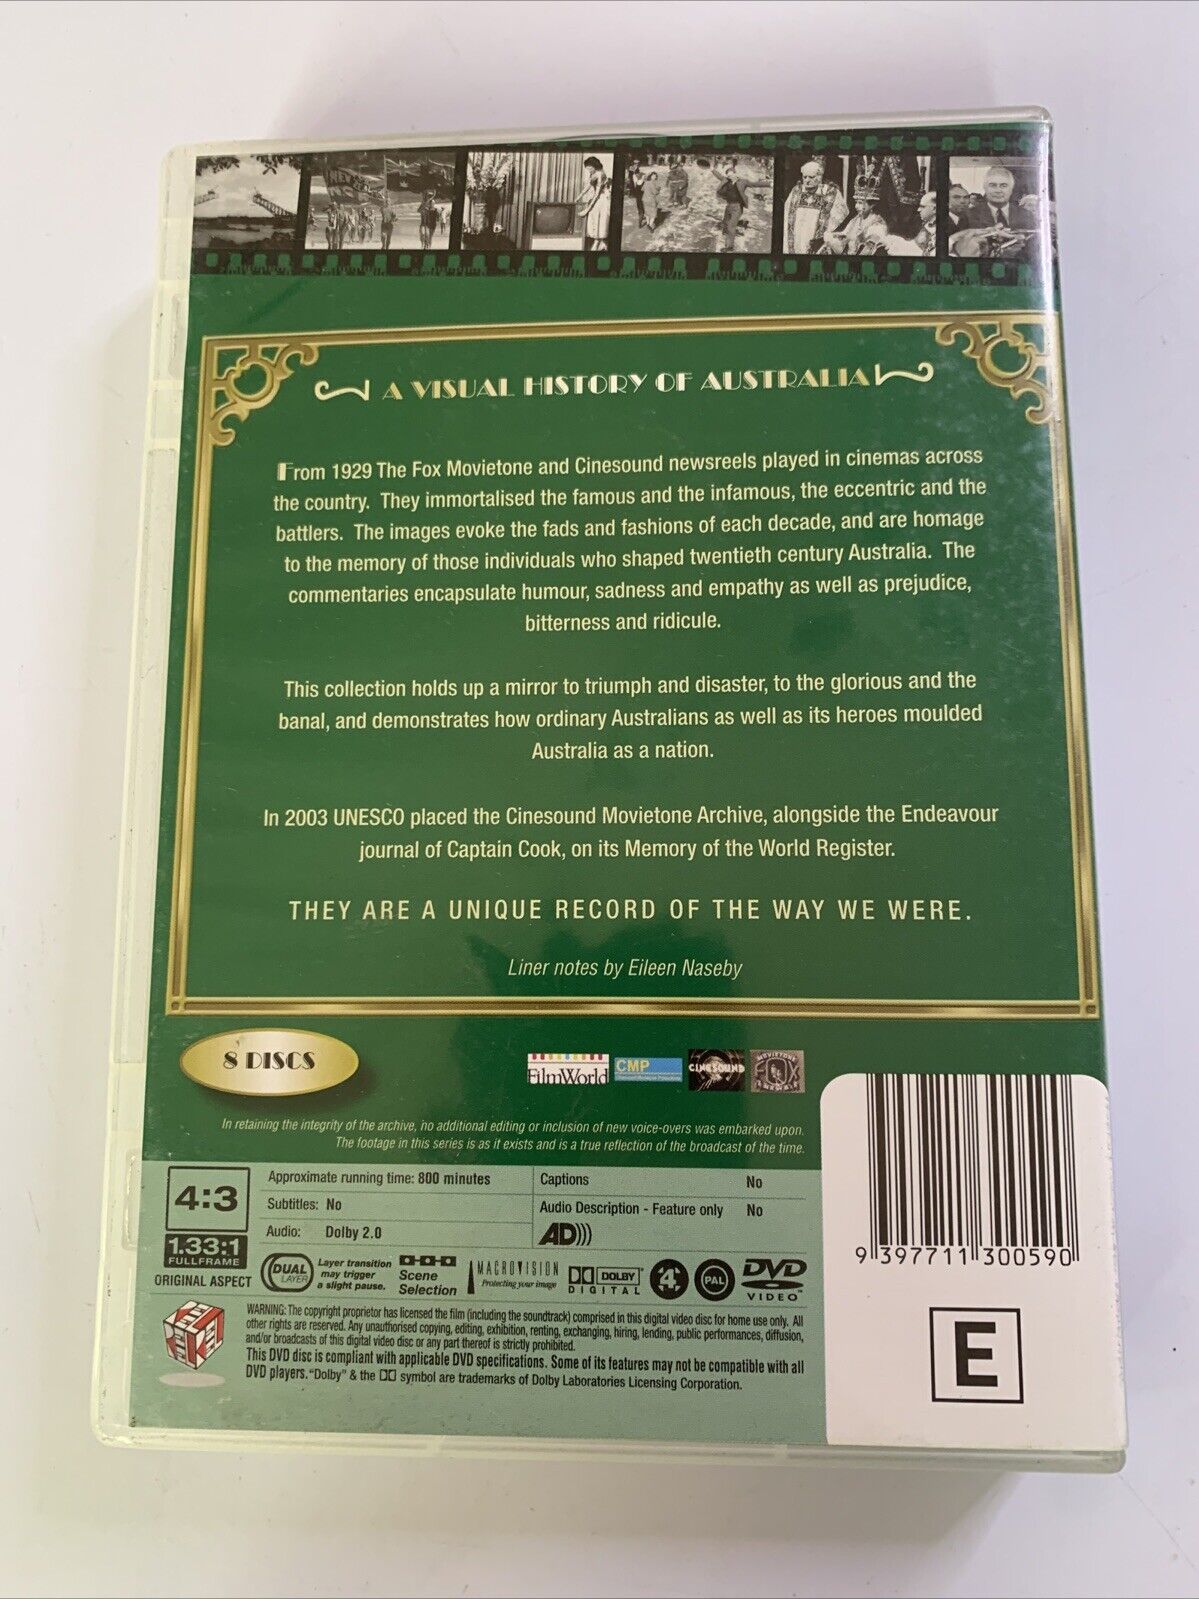 A VISUAL HISTORY OF AUSTRALIA
From 1929 The Fox Movietone and Cinesound newsreels played in cinemas across
the country. They immortalised the famous and the infamous, the eccentric and the
battlers. The images evoke the fads and fashions of each decade, and are homage
to the memory of those individuals who shaped twentieth century Australia. The
commentaries encapsulate humour, sadness and empathy as well as prejudice,
bitterness and ridicule.
This collection holds up a mirror to triumph and disaster, to the glorious and the
banal, and demonstrates how ordinary Australians as well as its heroes moulded
Australia as a nation.
In 2003 UNESCO placed the Cinesound Movietone Archive, alongside the Endeavour
journal of Captain Cook, on its Memory of the World Register.
THEY ARE A UNIQUE RECORD OF THE WAY WE WERE.
Liner notes by Eileen Naseby
8 DISCS
FilmWorld
CMP
CINESOUND
MOVIETONE
FOX
In retaining the integrity of the archive, no additional editing or inclusion of new voice-overs was embarked upon.
The footage in this series is as it exists and is a true reflection of the broadcast of the time.
4:3
1.33:1
FULLFRAME
ORIGINAL ASPECT
Approximate running time: 800 minutes
Subtitles: No
Audio: Dolby 2.0
Captions No
Audio Description - Feature only No
AD)))
DUAL
LAYER
Layer transition
may trigger
a slight pause.
Scene
Selection
MACROVISION
Protecting your image
DOLBY
DIGITAL
4
PAL
DVD
VIDEO™
WARNING: The copyright proprietor has licensed the film (including the soundtrack) comprised in this digital video disc for home use only. All
other rights are reserved. Any unauthorised copying, editing, exhibition, renting, exchanging, hiring, lending, public performances, diffusion,
and/or broadcasts of this digital video disc or any part thereof is strictly prohibited.
This DVD disc is compliant with applicable DVD specifications. Some of its features may not be compatible with all
DVD players. "Dolby" & the DD symbol are trademarks of Dolby Laboratories Licensing Corporation.
9 397711 300590
E